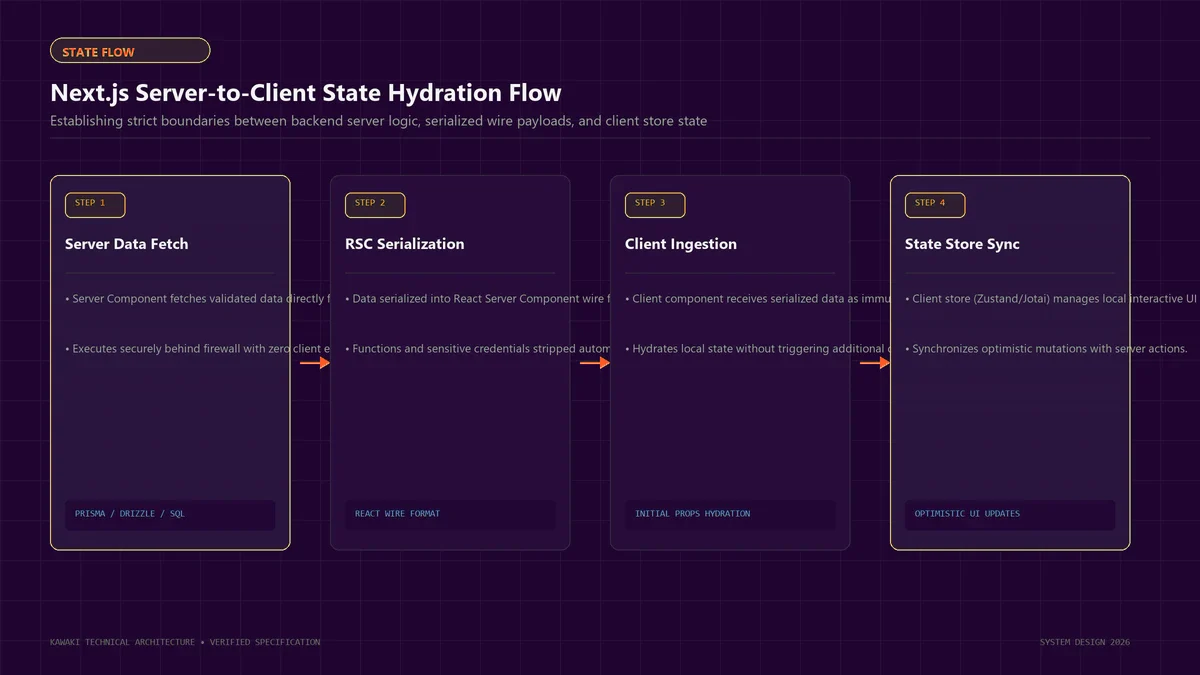 STATE FLOW
Next.js Server-to-Client State Hydration Flow
Establishing strict boundaries between backend server logic, serialized wire payloads, and client store state
STEP 1
Server Data Fetch
• Server Component fetches validated data directly f
• Executes securely behind firewall with zero client e
PRISMA / DRIZZLE / SQL
STEP 2
RSC Serialization
• Data serialized into React Server Component wire f
• Functions and sensitive credentials stripped autom
REACT WIRE FORMAT
STEP 3
Client Ingestion
• Client component receives serialized data as immu
• Hydrates local state without triggering additional
INITIAL PROPS HYDRATION
STEP 4
State Store Sync
• Client store (Zustand/Jotai) manages local interactive UI
• Synchronizes optimistic mutations with server actions.
OPTIMISTIC UI UPDATES
KAWAKI TECHNICAL ARCHITECTURE • VERIFIED SPECIFICATION
SYSTEM DESIGN 2026